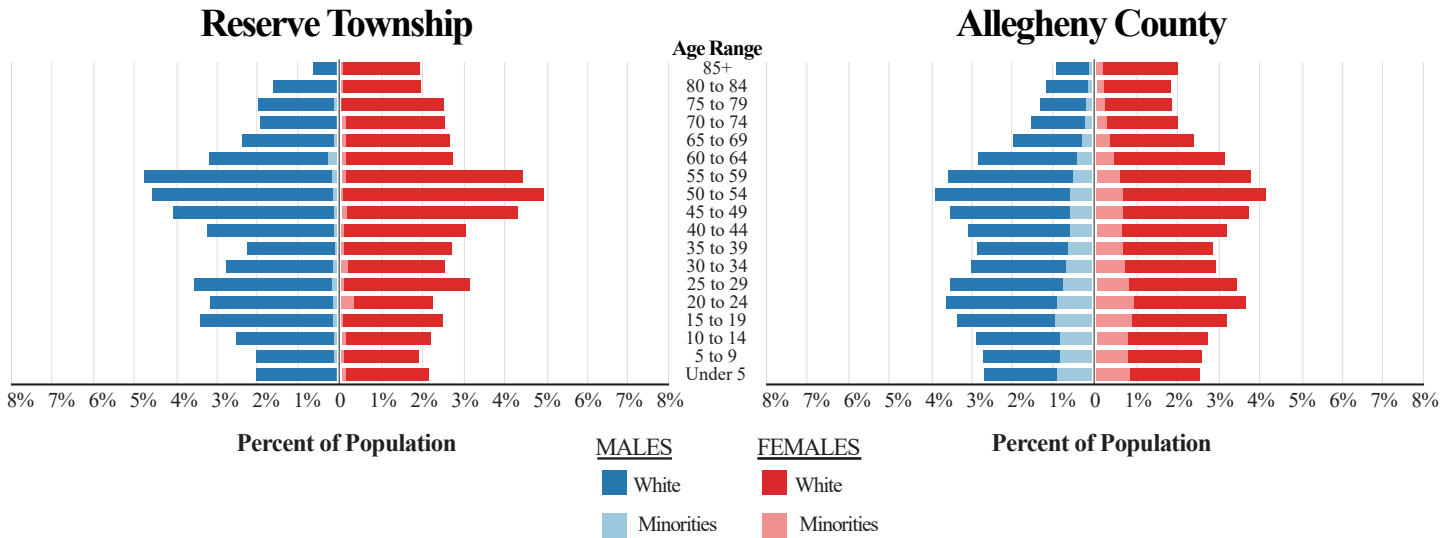 Reserve Township
Allegheny County
Age Range
85+
80 to 84
75 to 79
70 to 74
65 to 69
60 to 64
55 to 59
50 to 54
45 to 49
40 to 44
35 to 39
30 to 34
25 to 29
20 to 24
15 to 19
10 to 14
5 to 9
Under 5
8% 7% 6% 5% 4% 3% 2% 1% 0 1% 2% 3% 4% 5% 6% 7% 8%
8% 7% 6% 5% 4% 3% 2% 1% 0 1% 2% 3% 4% 5% 6% 7% 8%
Percent of Population
Percent of Population
MALES
White
Minorities
FEMALES
White
Minorities